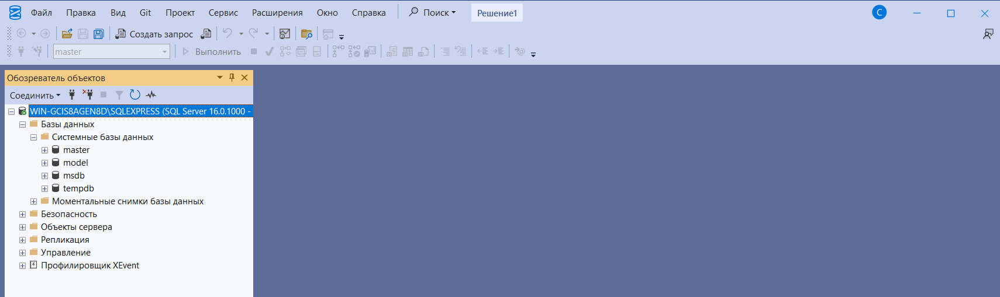 Файл Правка Вид Git Проект Сервис Расширения Окно Справка Поиск Решение1 C
Создать запрос
master Выполнить
Обозреватель объектов
Соединить
WIN-GCIS8AGEN8D\SQLEXPRESS (SQL Server 16.0.1000 -
Базы данных
Системные базы данных
master
model
msdb
tempdb
Моментальные снимки базы данных
Безопасность
Объекты сервера
Репликация
Управление
Профилировщик XEvent